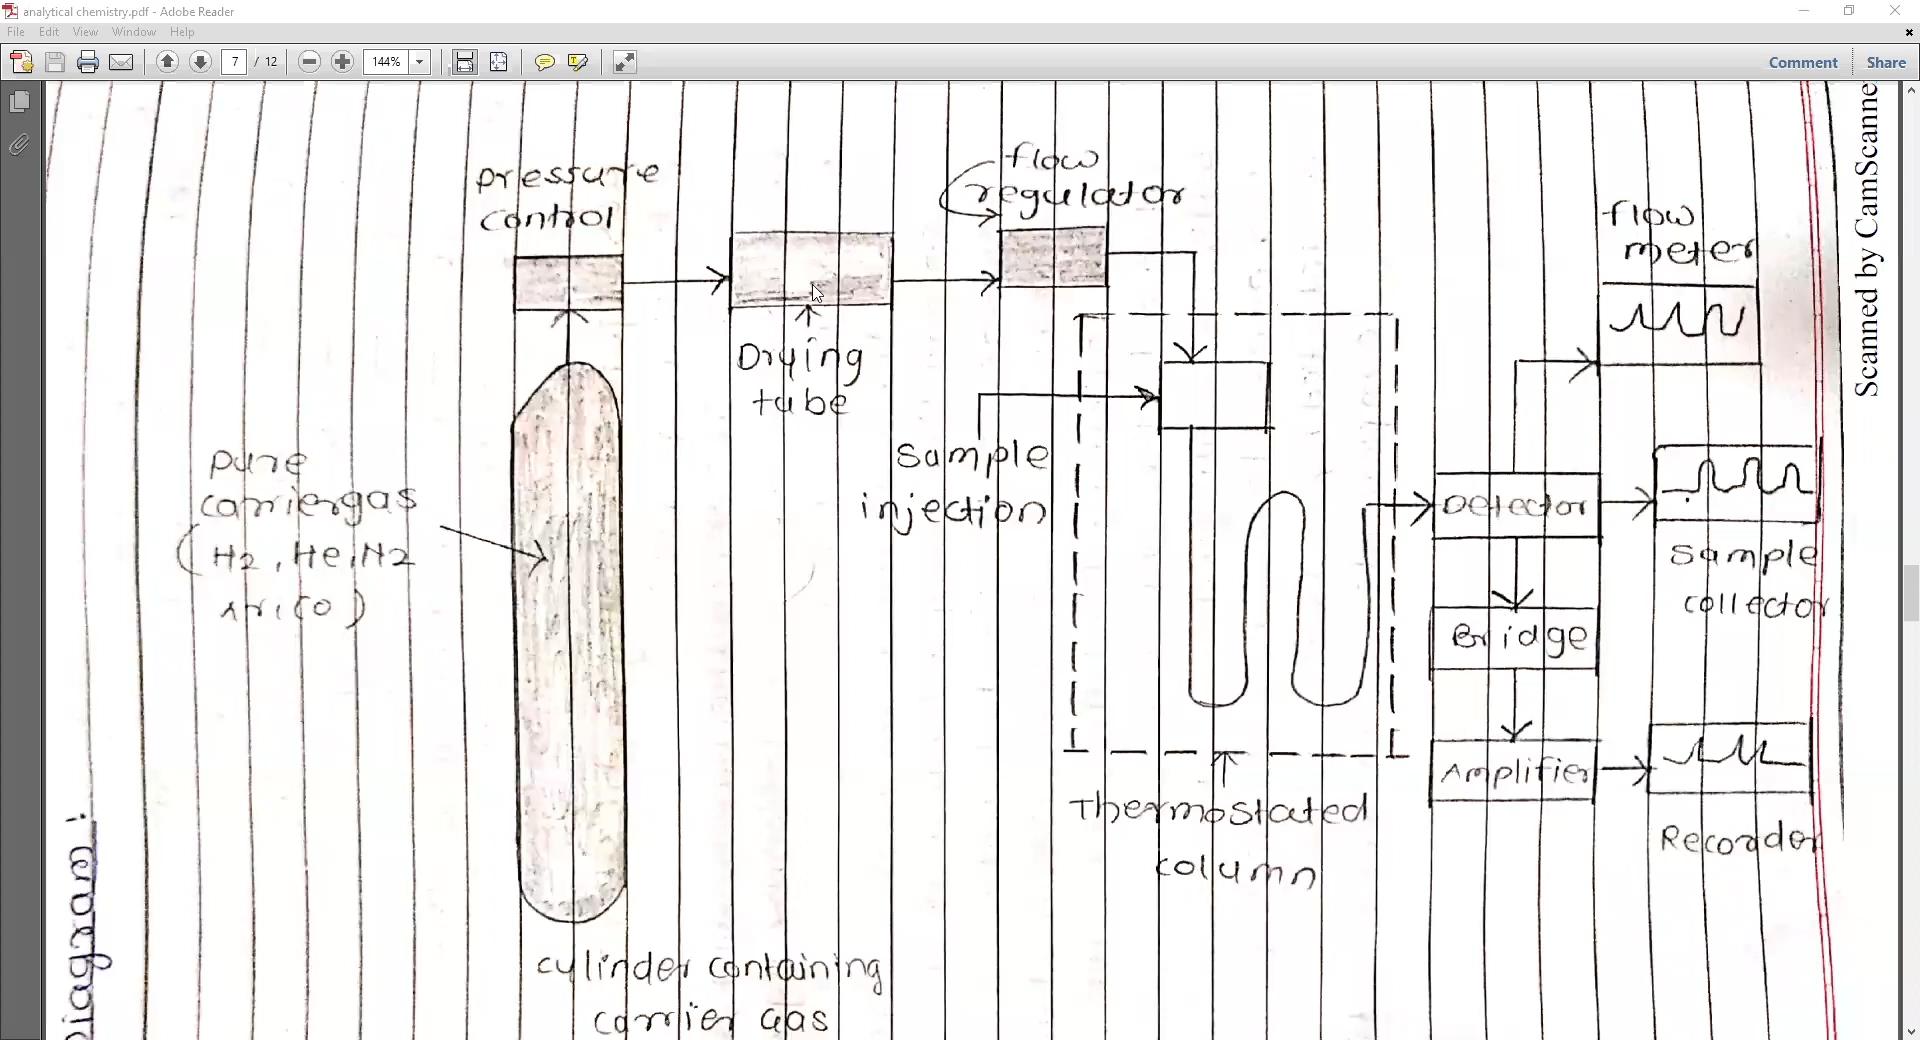 analytical chemistry.pdf - Adobe Reader
File Edit View Window Help
7 / 12
144%
Comment
Share
pressure
control
flow
regulator
flow
meter
Drying
tube
Sample
injection
pure
carriergas
(H2, He, N2
Ar, CO)
Detector
Sample
collector
Bridge
Amplifier
Recorder
Thermostated
column
cylinder containing
carrier gas
Diagram:
Scanned by CamScanne